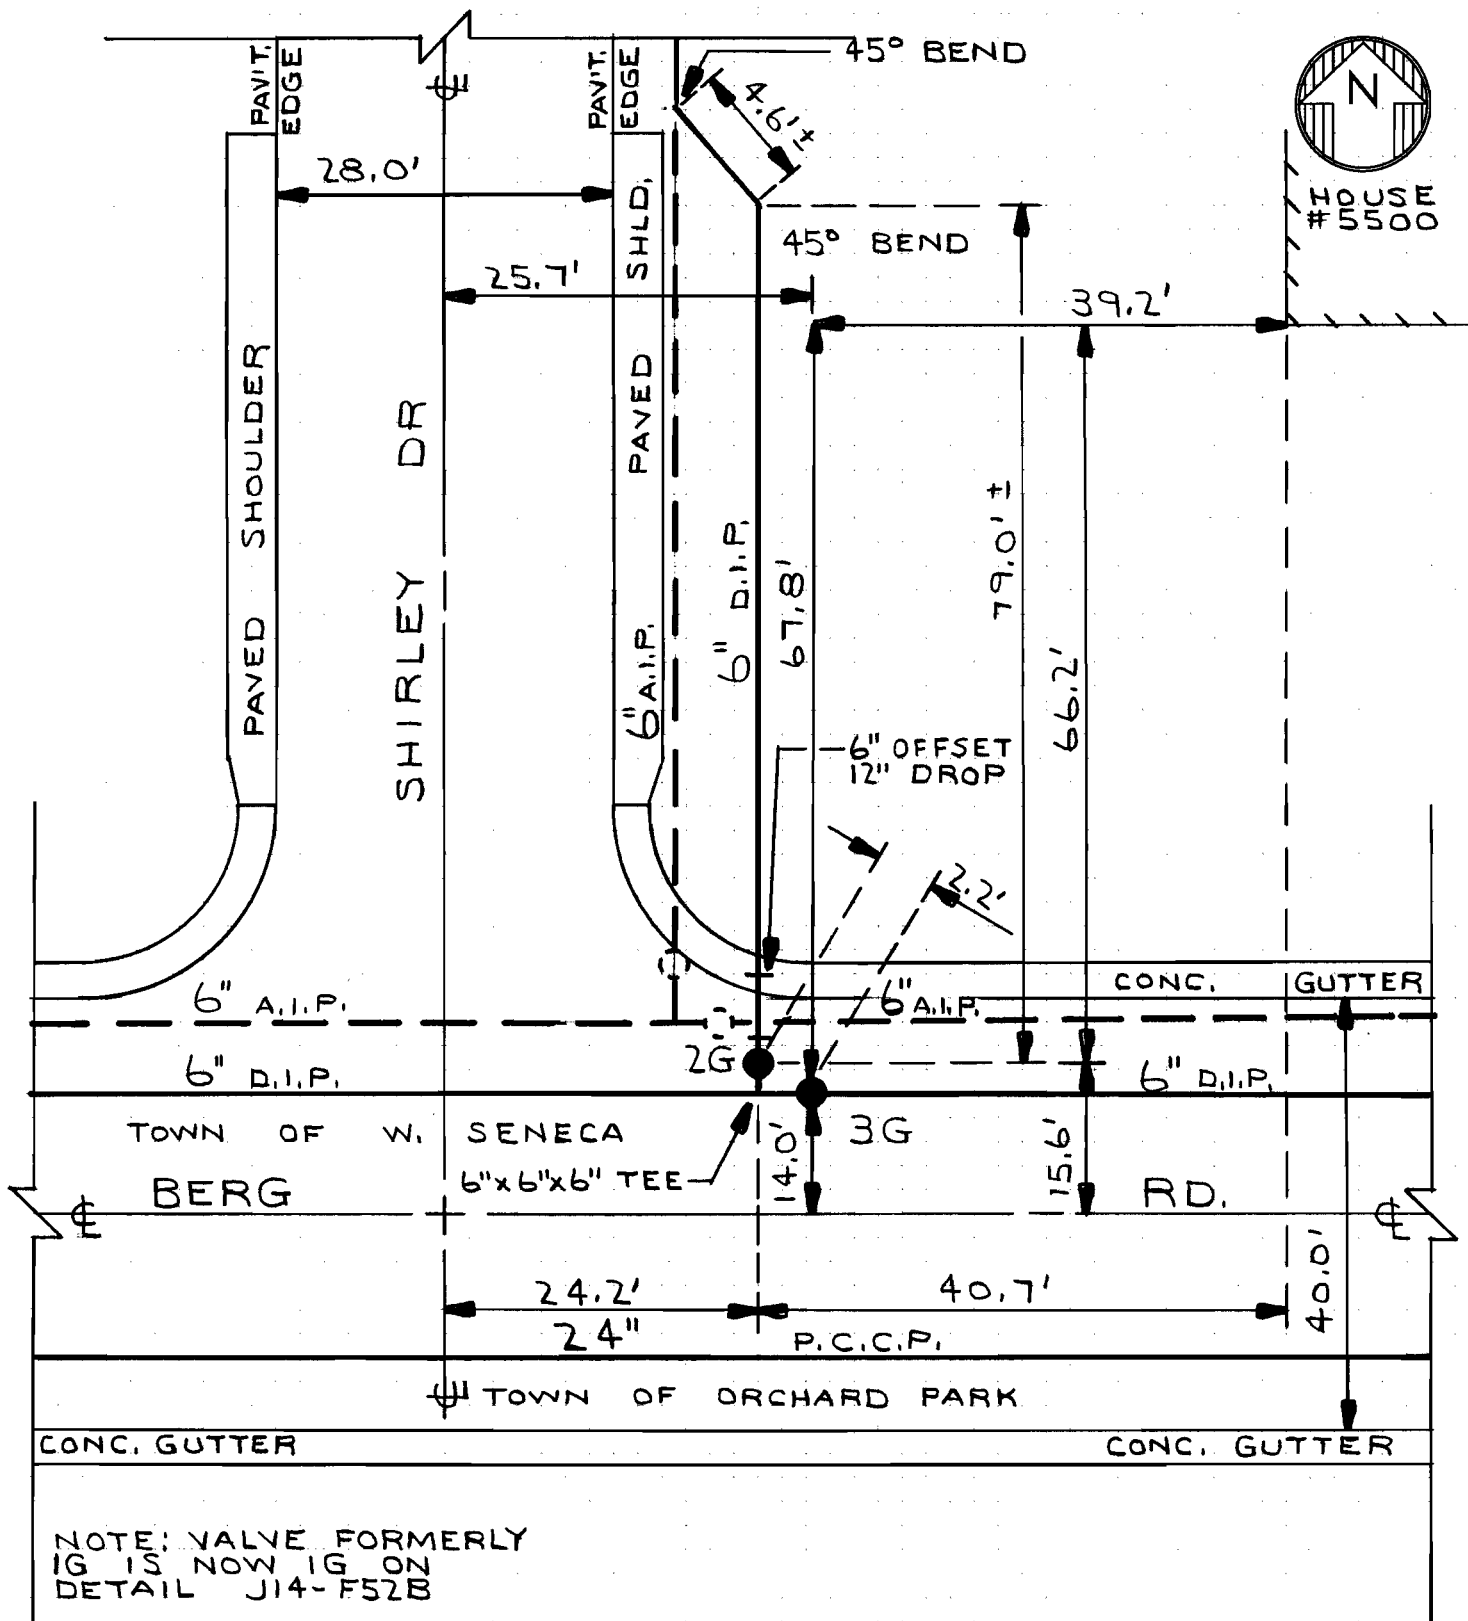 45° BEND
N
PAV'T. EDGE
℄
PAV'T. EDGE
4.6'±
28.0'
HOUSE
#5500
45° BEND
25.7'
39.2'
PAVED SHOULDER
SHIRLEY DR
PAVED SHLD.
6" A.I.P.
6" D.I.P.
67.8'
79.0' ±
66.2'
6" OFFSET
12" DROP
2.2'
CONC. GUTTER
6" A.I.P.
6" A.I.P.
2G
6" D.I.P.
6" D.I.P.
TOWN OF W. SENECA
3G
6"x6"x6" TEE
14.0'
15.6'
BERG RD.
℄
℄
24.2'
40.7'
40.0'
24" P.C.C.P.
℄
TOWN OF ORCHARD PARK
CONC. GUTTER
CONC. GUTTER
NOTE: VALVE FORMERLY
1G IS NOW 1G ON
DETAIL J14-F52B